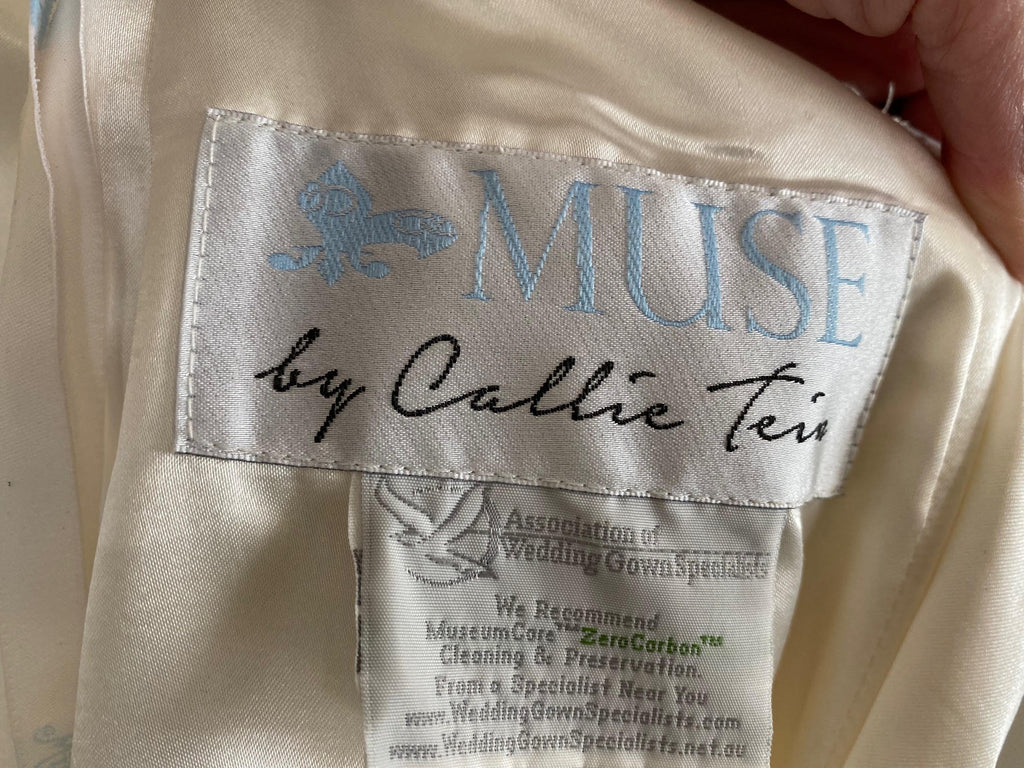 MUSE
by Callie Tein
Association of
Wedding Gown Specialists
We Recommend
MuseumCare™ ZeroCarbon™
Cleaning & Preservation.
From a Specialist Near You
www.WeddingGownSpecialists.com
www.WeddingGownSpecialists.net.au